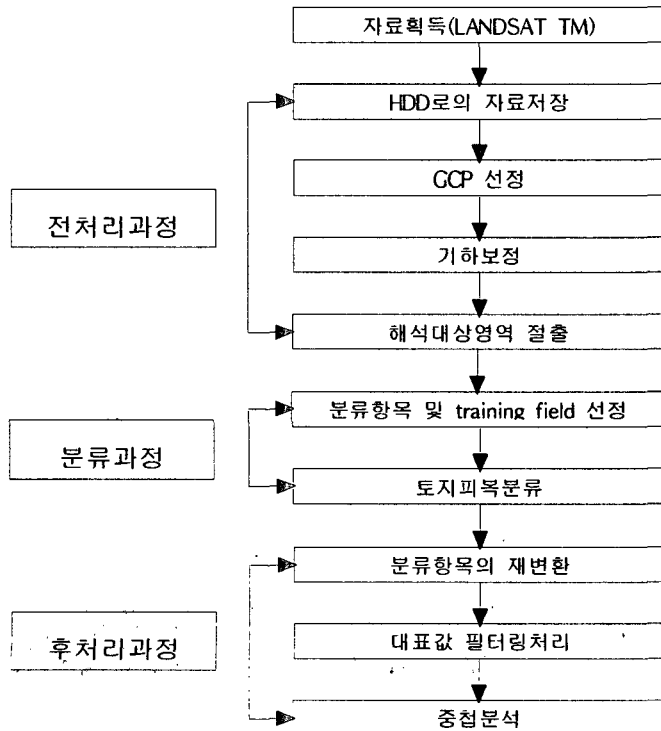 자료획득(LANDSAT TM)
HDD로의 자료저장
GCP 선정
전처리과정
기하보정
해석대상영역 절출
분류항목 및 training field 선정
분류과정
토지피복분류
분류항목의 재변환
후처리과정
대표값 필터링처리
중첩분석